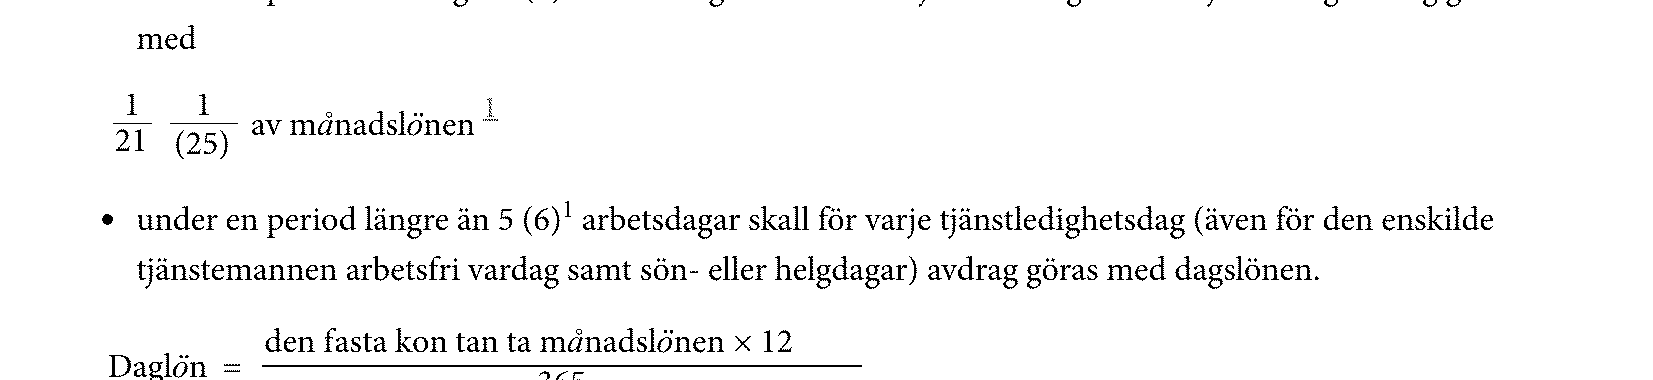 med
1/21 1/(25) av månadslönen 1
• under en period längre än 5 (6)1 arbetsdagar skall för varje tjänstledighetsdag (även för den enskilde
tjänstemannen arbetsfri vardag samt sön- eller helgdagar) avdrag göras med dagslönen.
den fasta kon tan ta månadslönen × 12
Daglön =
365